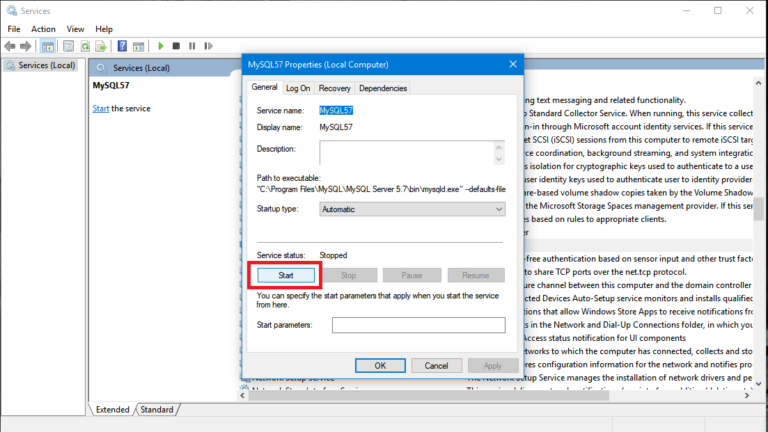 Services
File Action View Help
Services (Local)
Services (Local)
MySQL57
Start the service
MySQL57 Properties (Local Computer)
General Log On Recovery Dependencies
Service name: MySQL57
Display name: MySQL57
Description:
Path to executable:
"C:\Program Files\MySQL\MySQL Server 5.7\bin\mysqld.exe" --defaults-file
Startup type: Automatic
Service status: Stopped
Start Stop Pause Resume
You can specify the start parameters that apply when you start the service
from here.
Start parameters:
OK Cancel Apply
ng text messaging and related functionality.
Standard Collector Service. When running, this service collect
n-in through Microsoft account identity services. If this service
et SCSI (iSCSI) sessions from this computer to remote iSCSI targ
rce coordination, background streaming, and system integratio
s isolation for cryptographic keys used to authenticate to a use
user identity keys used to authenticate user to identity provider
re-based volume shadow copies taken by the Volume Shadow
the Microsoft Storage Spaces management provider. If this ser
es based on rules to appropriate clients.
er
-free authentication based on sensor input and other trust facto
to share TCP ports over the net.tcp protocol.
ure channel between this computer and the domain controller
cted Devices Auto-Setup service monitors and installs qualified
tions that allow Windows Store Apps to receive notifications fro
ts in the Network and Dial-Up Connections folder, in which you
Access status notification for UI components
etworks to which the computer has connected, collects and sto
res configuration information for the network and notifies pro
Network Setup Service The Network Setup Service manages the installation of network drivers and pe
Extended Standard